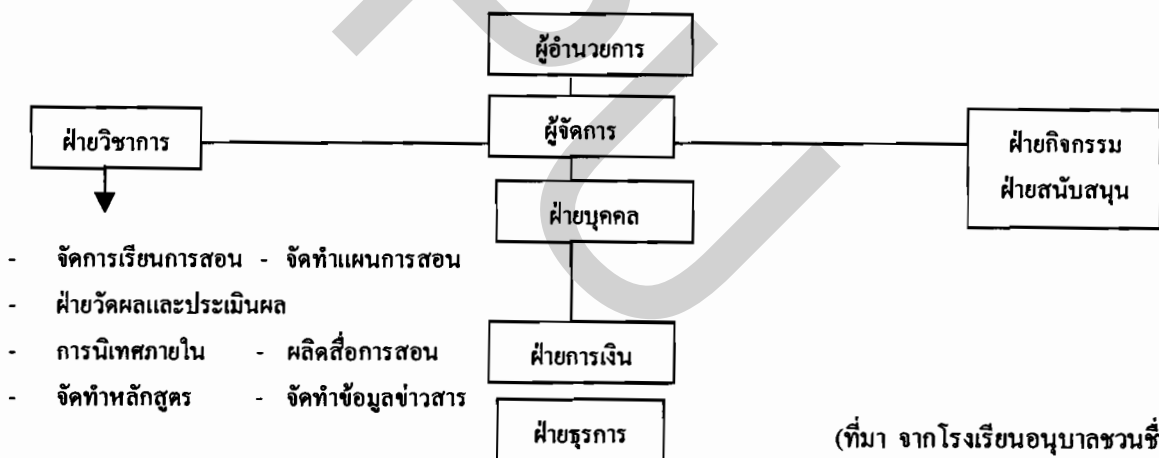 ผู้อำนวยการ
ผู้จัดการ
ฝ่ายวิชาการ
ฝ่ายกิจกรรม
ฝ่ายสนับสนุน
ฝ่ายบุคคล
- จัดการเรียนการสอน - จัดทำแผนการสอน
- ฝ่ายวัดผลและประเมินผล
- การนิเทศภายใน - ผลิตสื่อการสอน
- จัดทำหลักสูตร - จัดทำข้อมูลข่าวสาร
ฝ่ายการเงิน
ฝ่ายธุรการ
(ที่มา จากโรงเรียนอนุบาลชวนชื่